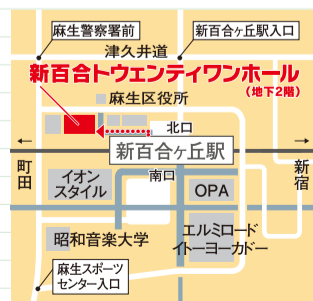 麻生警察署前
新百合ヶ丘駅入口
津久井道
新百合トウェンティワンホール
(地下2階)
麻生区役所
北口
新百合ヶ丘駅
←
→
町田
新宿
南口
イオン
スタイル
OPA
昭和音楽大学
エルミロード
イトーヨーカドー
麻生スポーツ
センター入口